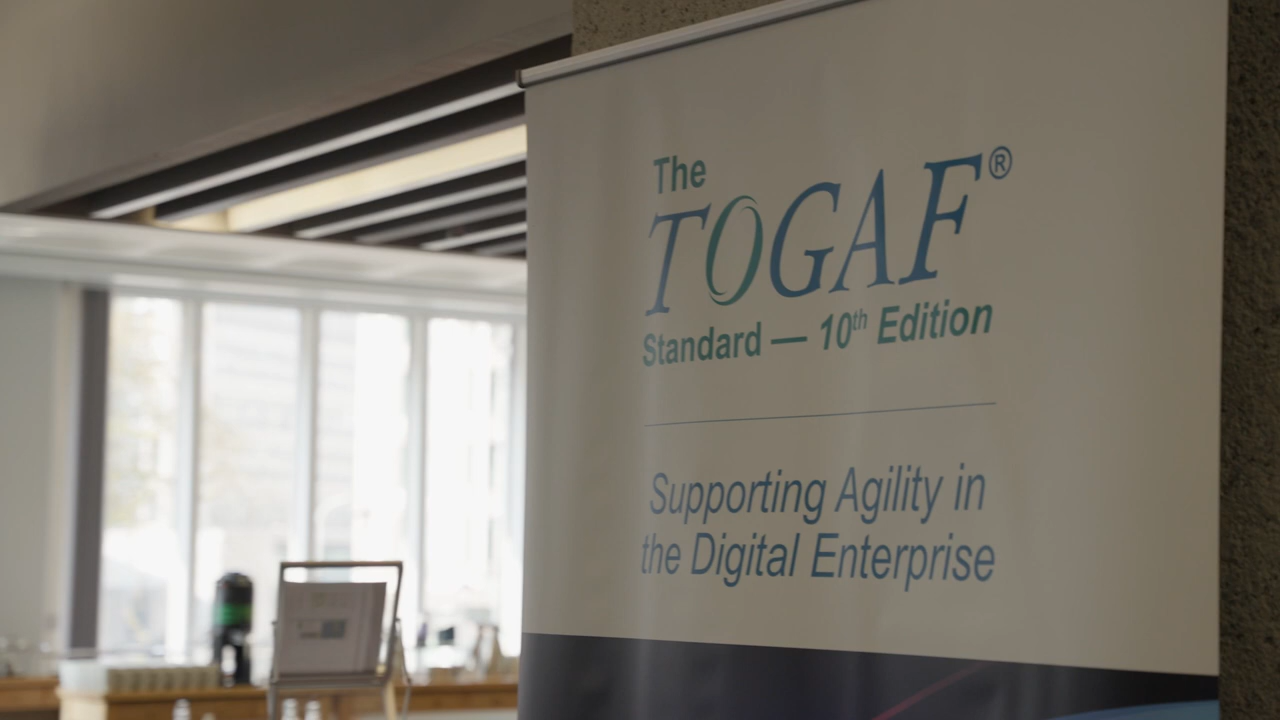 The
TOGAF®
Standard — 10th Edition
Supporting Agility in
the Digital Enterprise